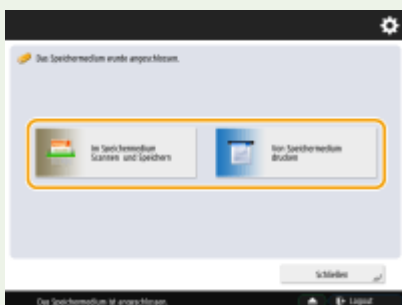 Das Speichermedium wurde angeschlossen.
Im Speichermedium
Scannen und Speichern
Von Speichermedium
drucken
Schließen
Das Speichermedium ist angeschlossen.
Logout